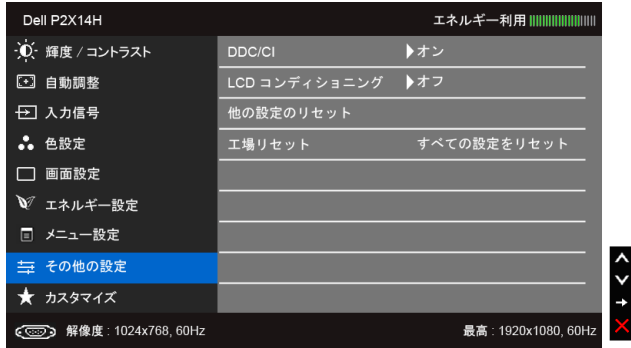 Dell P2X14H エネルギー利用
輝度 / コントラスト DDC/CI オン
自動調整 LCD コンディショニング オフ
入力信号 他の設定のリセット
色設定 工場リセット すべての設定をリセット
画面設定
エネルギー設定
メニュー設定
その他の設定
カスタマイズ
解像度 : 1024x768, 60Hz 最高 : 1920x1080, 60Hz